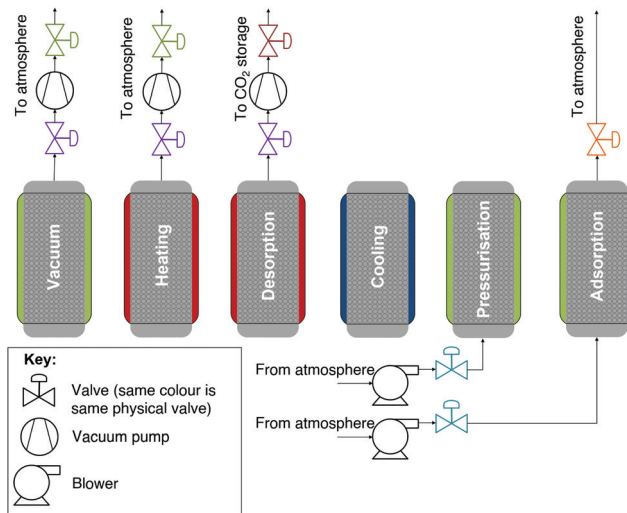 To atmosphere
To atmosphere
To CO₂ storage
To atmosphere
Vacuum
Heating
Desorption
Cooling
Pressurisation
Adsorption
From atmosphere
From atmosphere
Key:
Valve (same colour is
same physical valve)
Vacuum pump
Blower